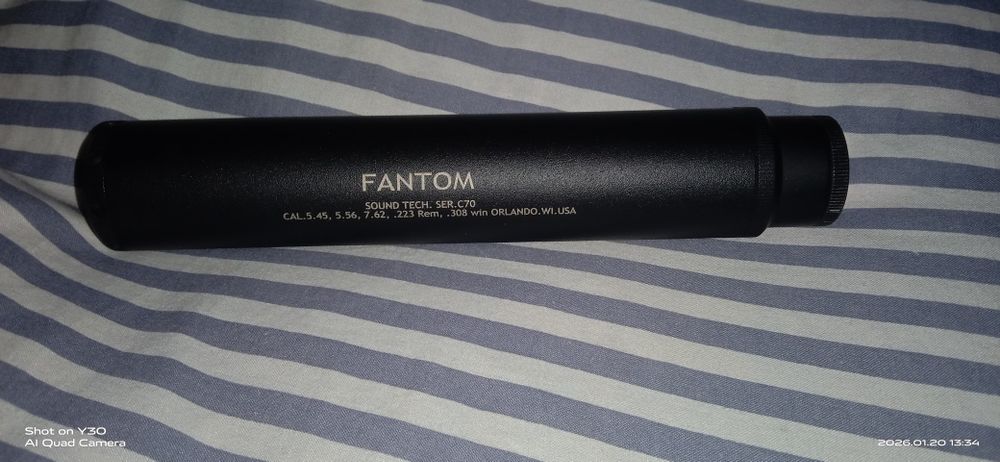 FANTOM
SOUND TECH. SER.C70
CAL.5.45, 5.56, 7.62, .223 Rem, .308 win ORLANDO.WI.USA
Shot on Y30
AI Quad Camera
2026.01.20 13:34